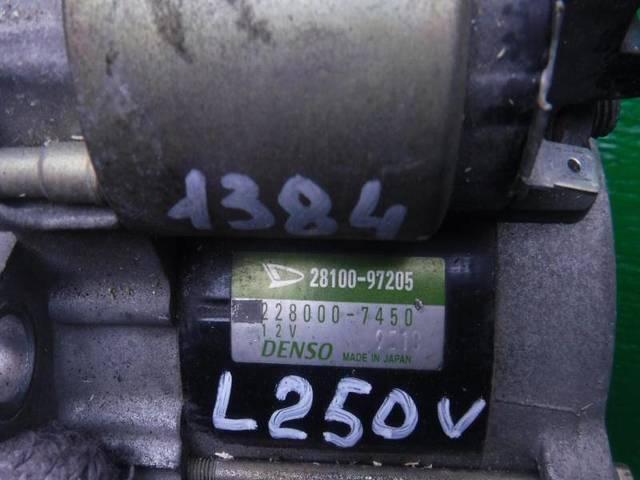 1384
28100-97205
228000-7450
12V
DENSO MADE IN JAPAN
L250V